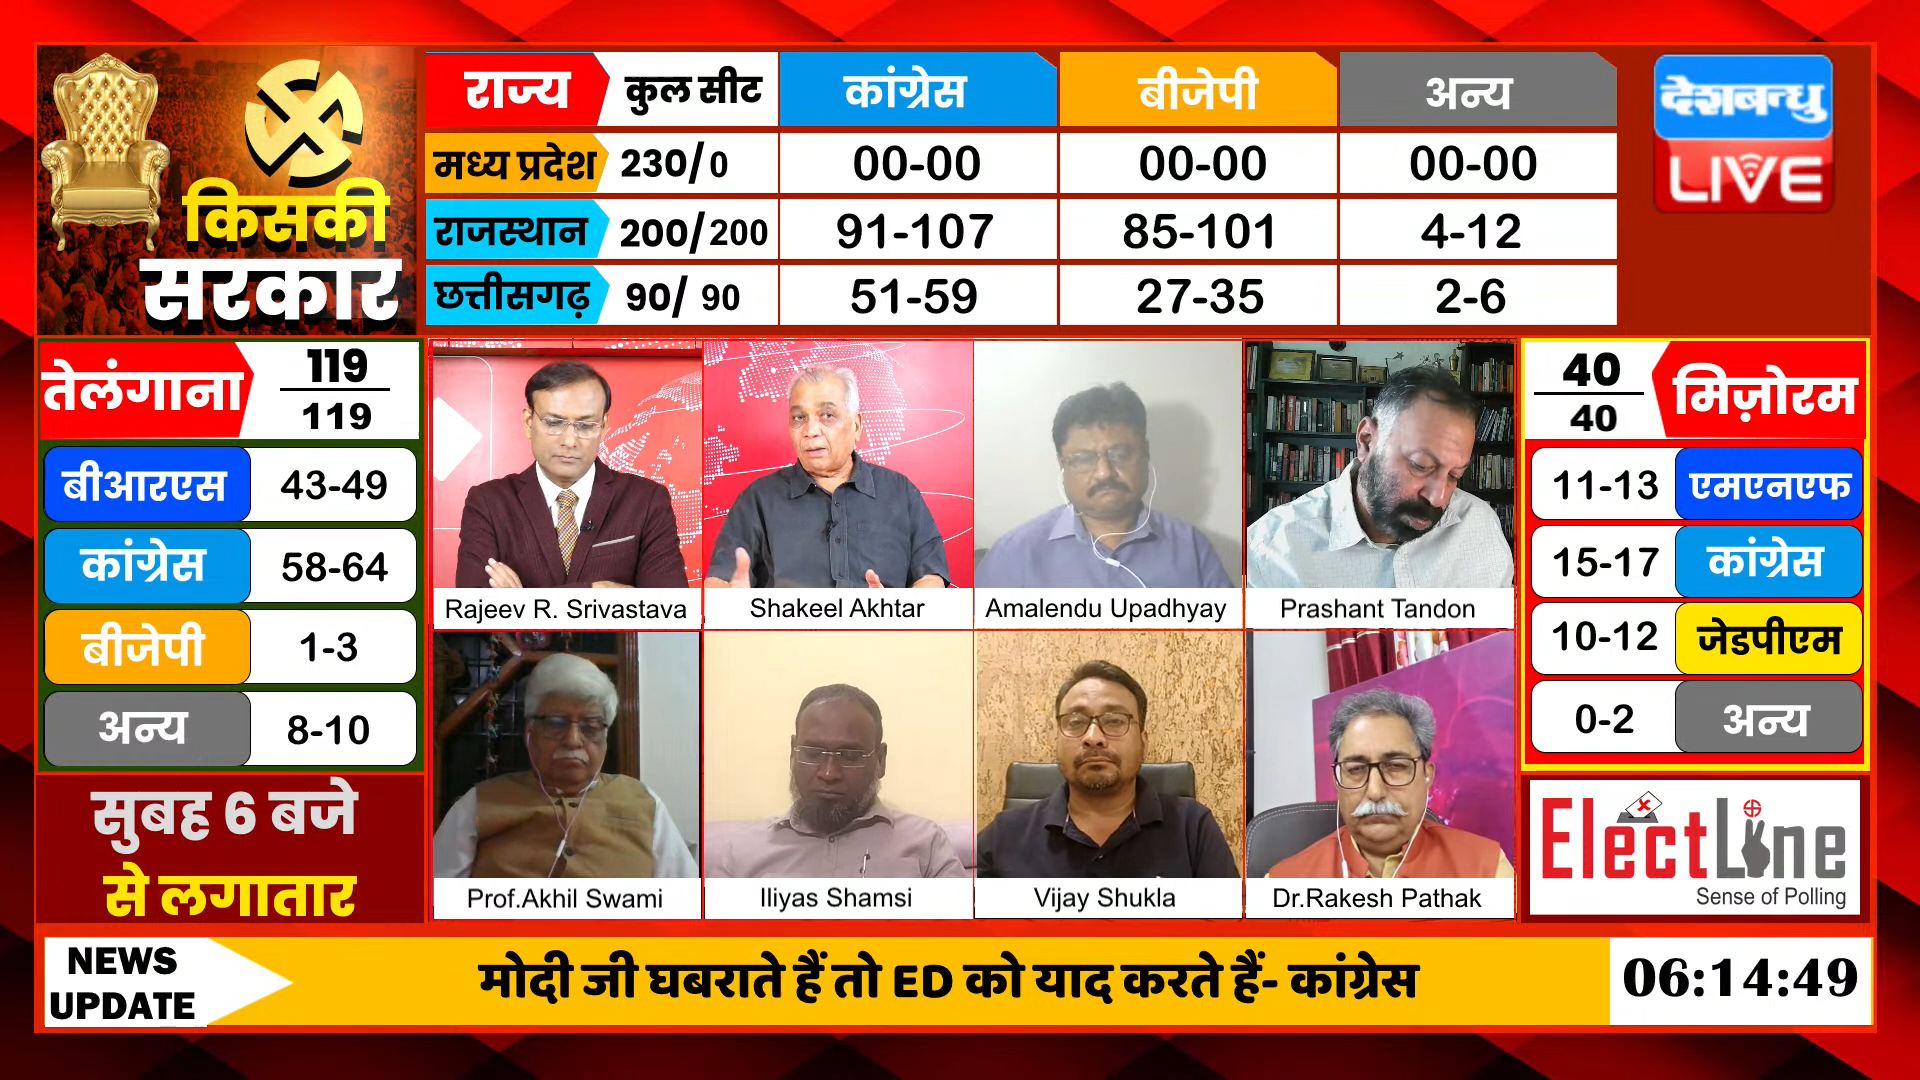 किसकी
सरकार
राज्य कुल सीट कांग्रेस बीजेपी अन्य
मध्य प्रदेश 230/0 00-00 00-00 00-00
राजस्थान 200/200 91-107 85-101 4-12
छत्तीसगढ़ 90/ 90 51-59 27-35 2-6
देशबन्धु
LIVE
तेलंगाना
119
119
बीआरएस 43-49
कांग्रेस 58-64
बीजेपी 1-3
अन्य 8-10
Rajeev R. Srivastava
Shakeel Akhtar
Amalendu Upadhyay
Prashant Tandon
Prof.Akhil Swami
Iliyas Shamsi
Vijay Shukla
Dr.Rakesh Pathak
40
40
मिज़ोरम
11-13 एमएनएफ
15-17 कांग्रेस
10-12 जेडपीएम
0-2 अन्य
सुबह 6 बजे
से लगातार
ElectLine
Sense of Polling
NEWS
UPDATE
मोदी जी घबराते हैं तो ED को याद करते हैं- कांग्रेस
06:14:49